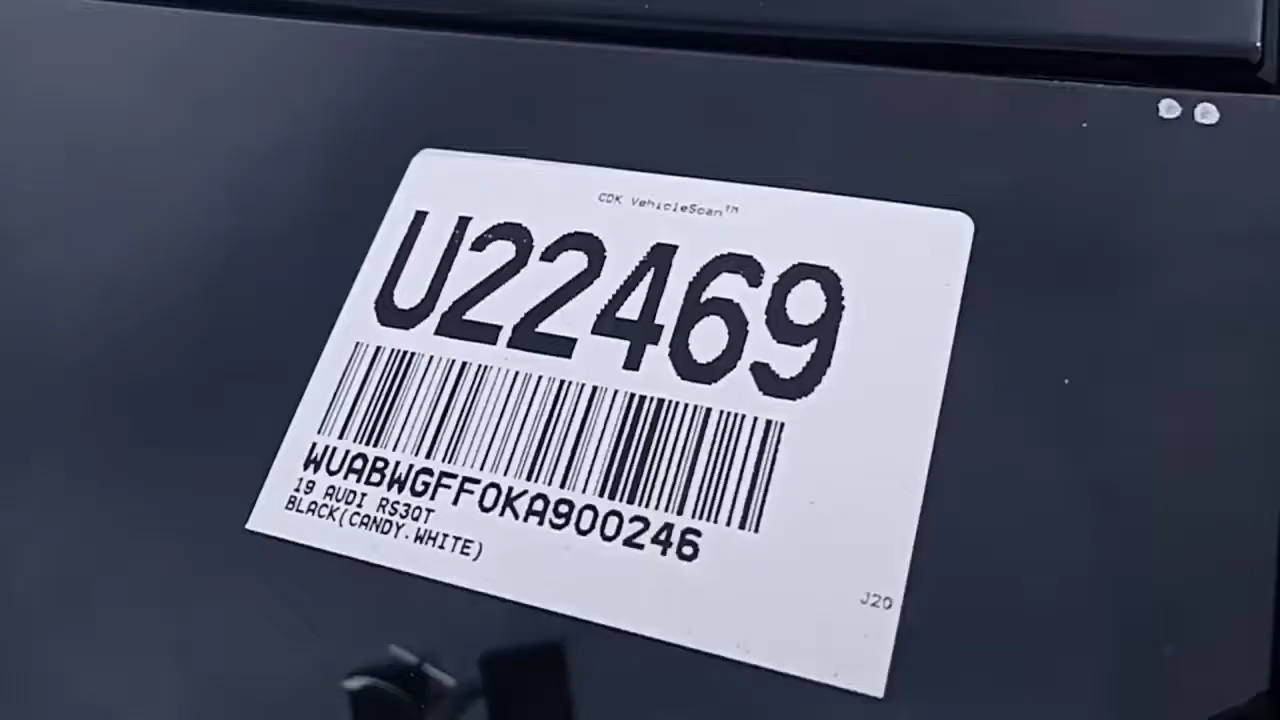 CDK VehicleScan™
U22469
WUABWGFF0KA900246
19 AUDI RS3QT
BLACK(CANDY.WHITE)
J20